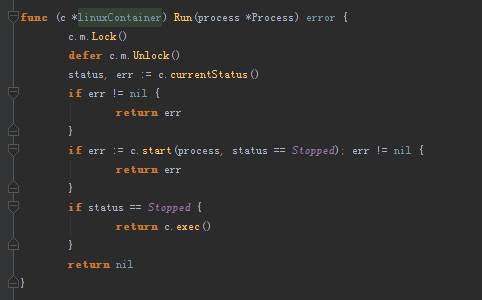 func (c *linuxContainer) Run(process *Process) error {
c.m.Lock()
defer c.m.Unlock()
status, err := c.currentStatus()
if err != nil {
return err
}
if err := c.start(process, status == Stopped); err != nil {
return err
}
if status == Stopped {
return c.exec()
}
return nil
}